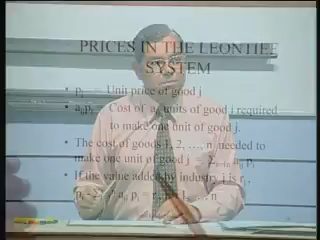 PRICES IN THE LEONTIEF
SYSTEM
• pj = Unit price of good j
• aijpi = Cost of aij units of good i required
to make one unit of good j.
• The cost of goods 1, 2, …, n needed to
make one unit of good j =
• If the value added by industry j is rj,